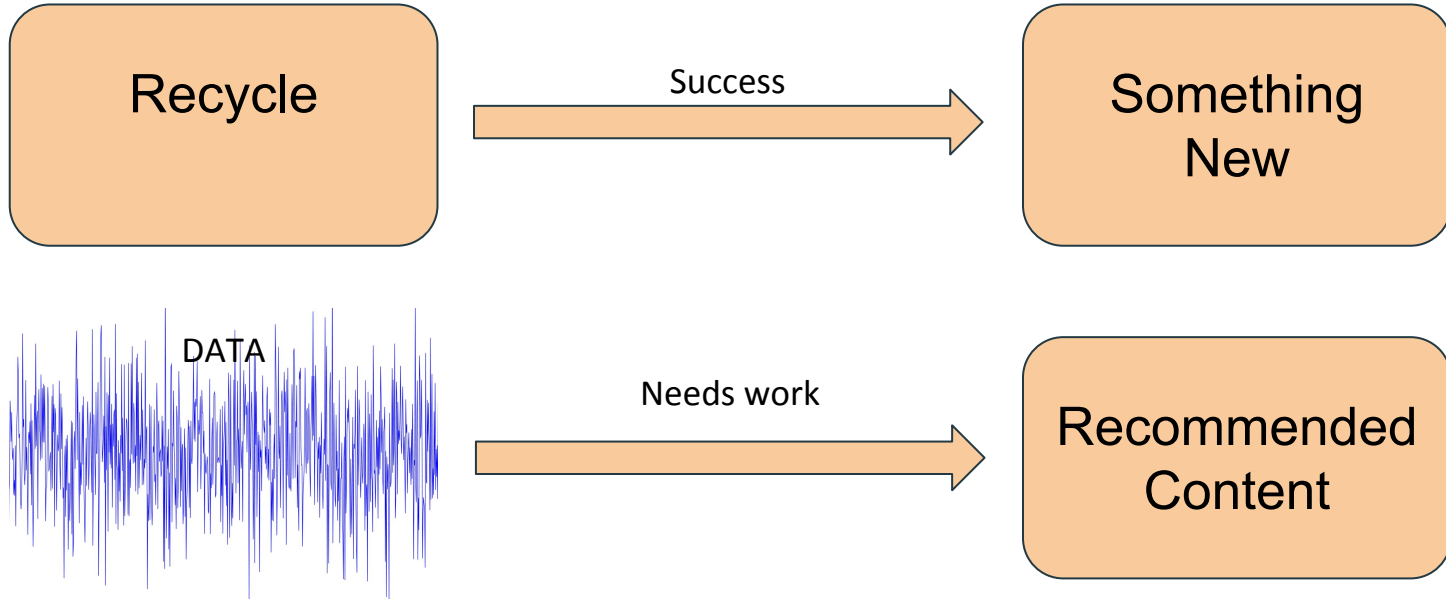 Recycle
Success
Something
New
DATA
Needs work
Recommended
Content